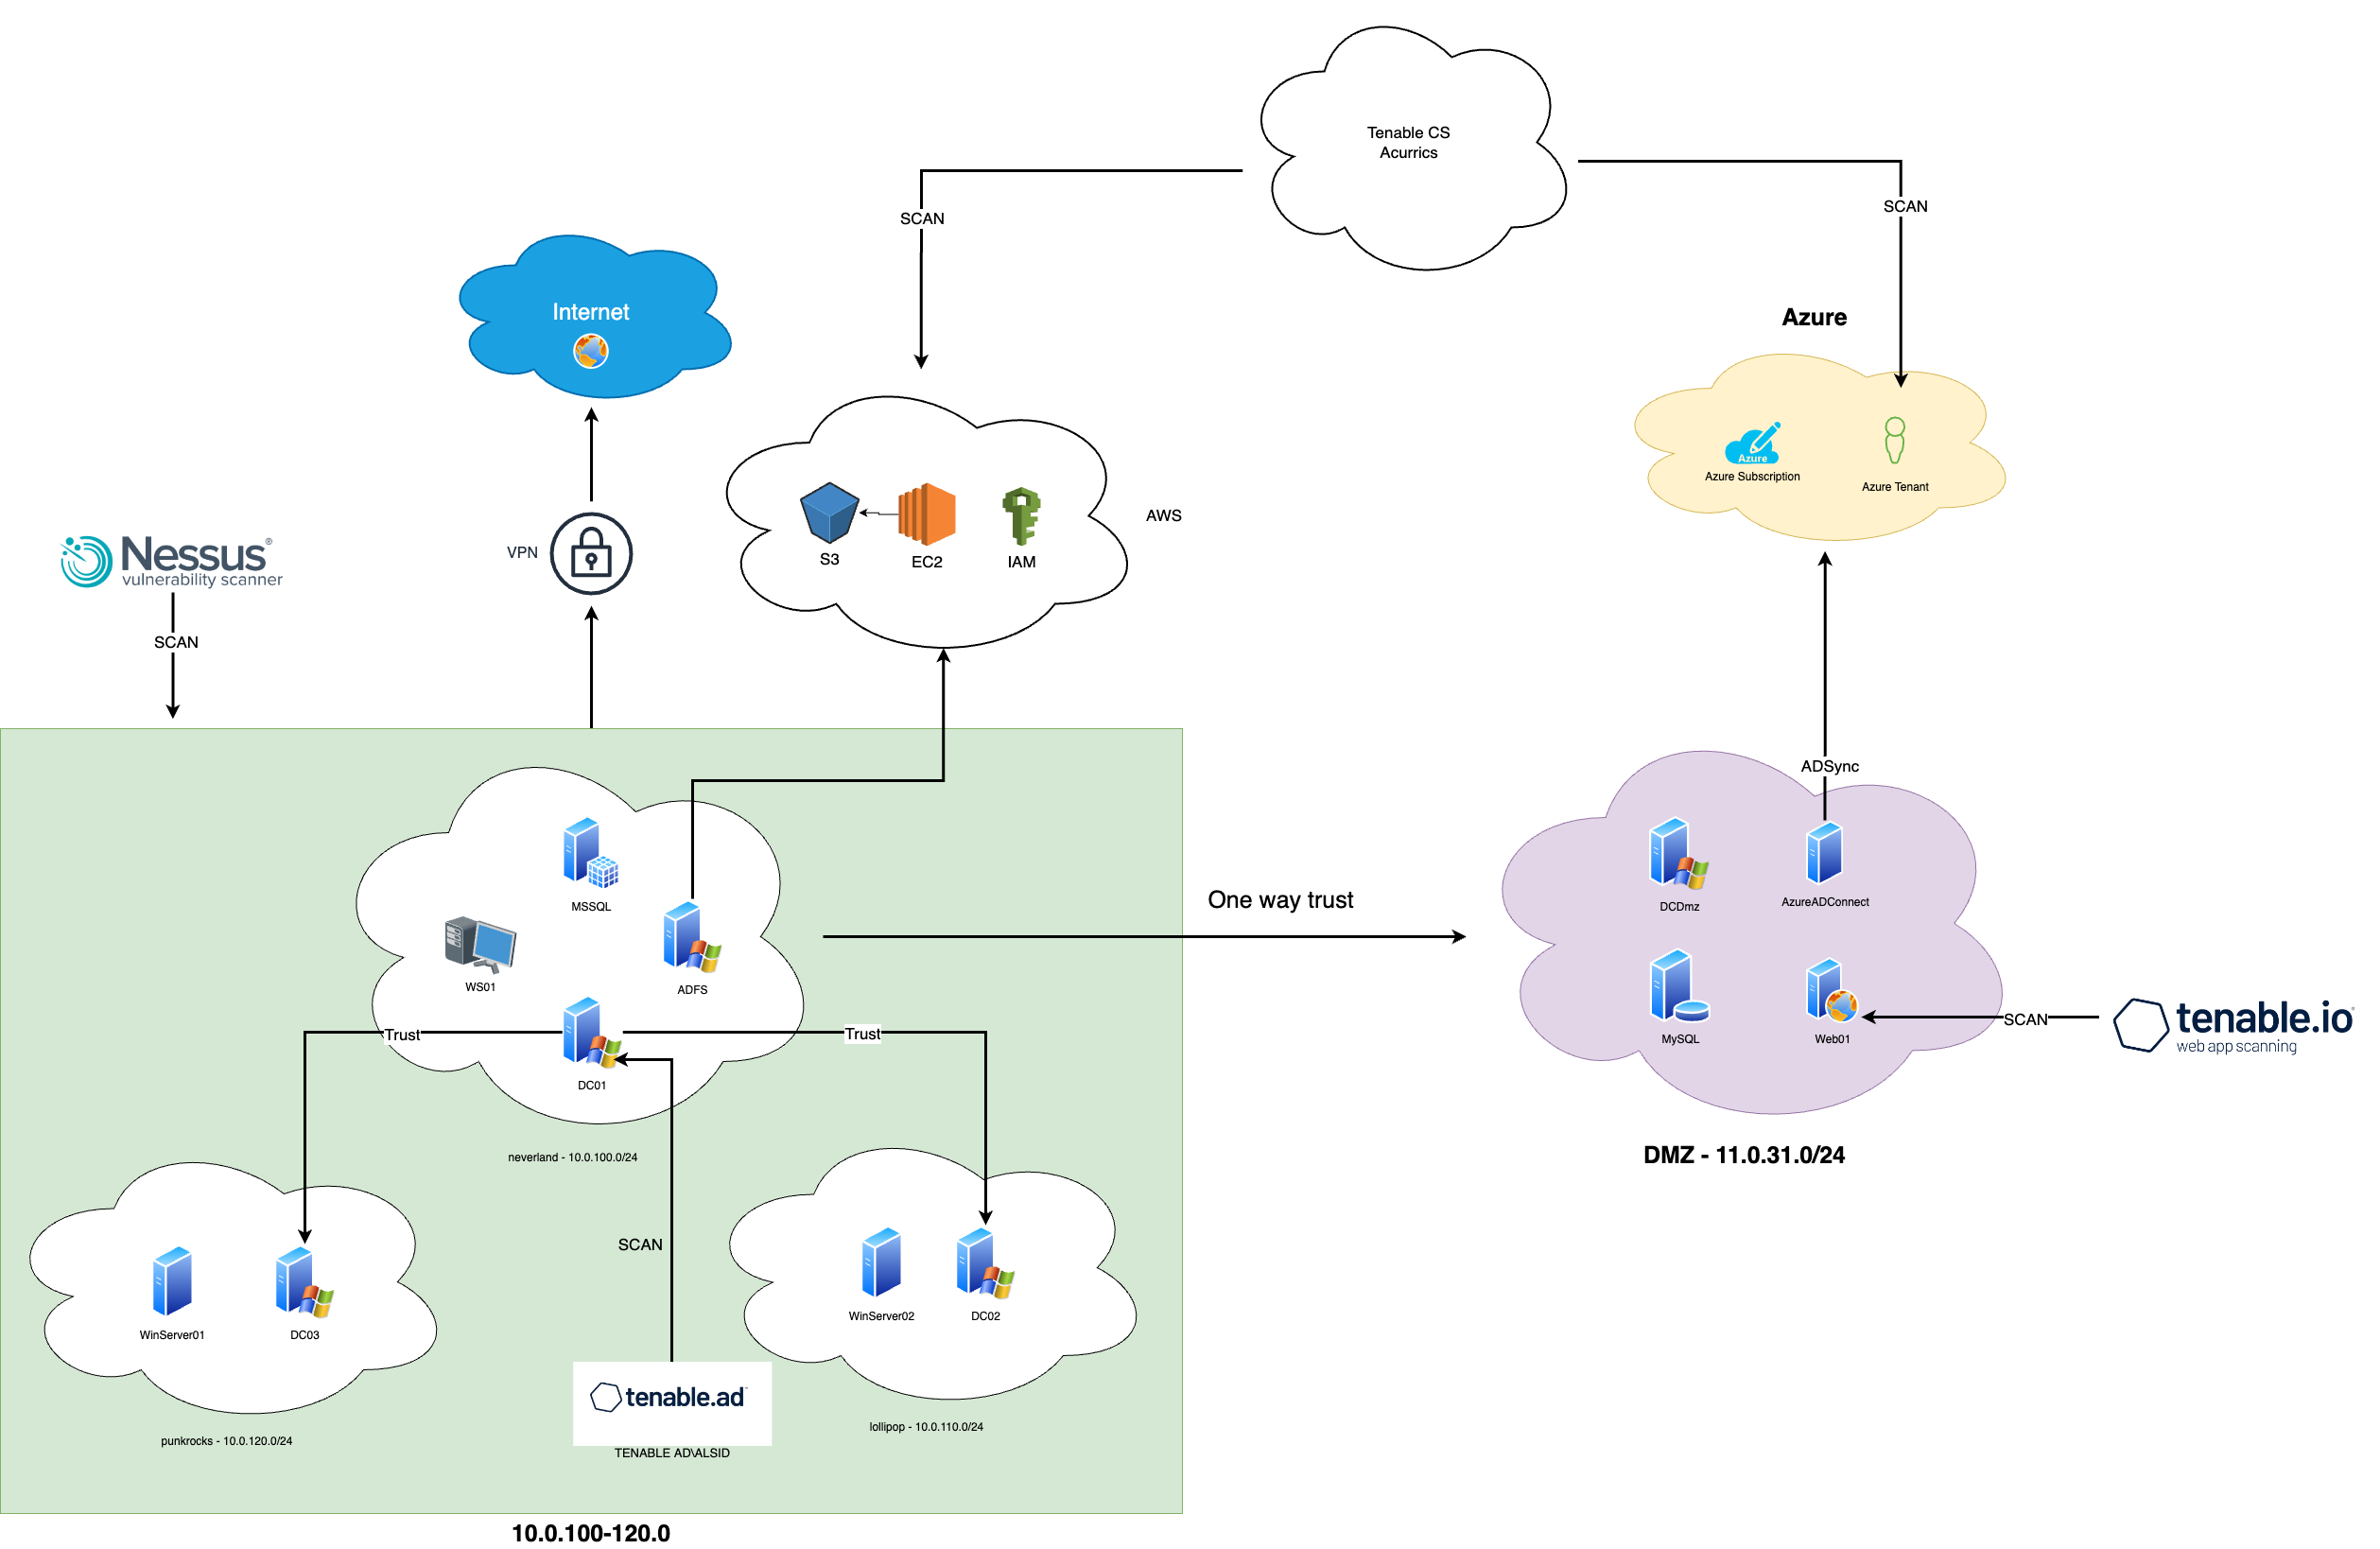 Tenable CS
Acurrics
SCAN
SCAN
Internet
Azure
Azure
Azure Subscription
Azure Tenant
S3
EC2
IAM
AWS
VPN
Nessus®
vulnerability scanner
SCAN
ADSync
MSSQL
WS01
ADFS
One way trust
DCDmz
AzureADConnect
MySQL
Web01
SCAN
tenable.io®
web app scanning
Trust
Trust
DC01
neverland - 10.0.100.0/24
DMZ - 11.0.31.0/24
SCAN
WinServer01
DC03
WinServer02
DC02
tenable.ad™
TENABLE AD\ALSID
punkrocks - 10.0.120.0/24
lollipop - 10.0.110.0/24
10.0.100-120.0